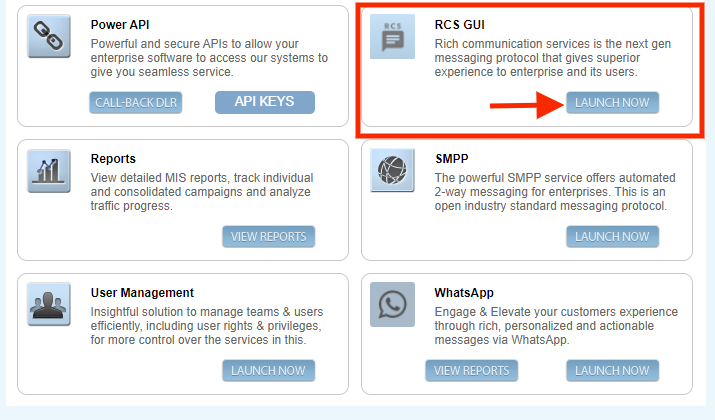 Power API
Powerful and secure APIs to allow your
enterprise software to access our systems to
give you seamless service.
CALL-BACK DLR
API KEYS
RCS
RCS GUI
Rich communication services is the next gen
messaging protocol that gives superior
experience to enterprise and its users.
LAUNCH NOW
Reports
View detailed MIS reports, track individual
and consolidated campaigns and analyze
traffic progress.
VIEW REPORTS
SMPP
The powerful SMPP service offers automated
2-way messaging for enterprises. This is an
open industry standard messaging protocol.
LAUNCH NOW
User Management
Insightful solution to manage teams & users
efficiently, including user rights & privileges,
for more control over the services in this.
LAUNCH NOW
WhatsApp
Engage & Elevate your customers experience
through rich, personalized and actionable
messages via WhatsApp.
VIEW REPORTS
LAUNCH NOW